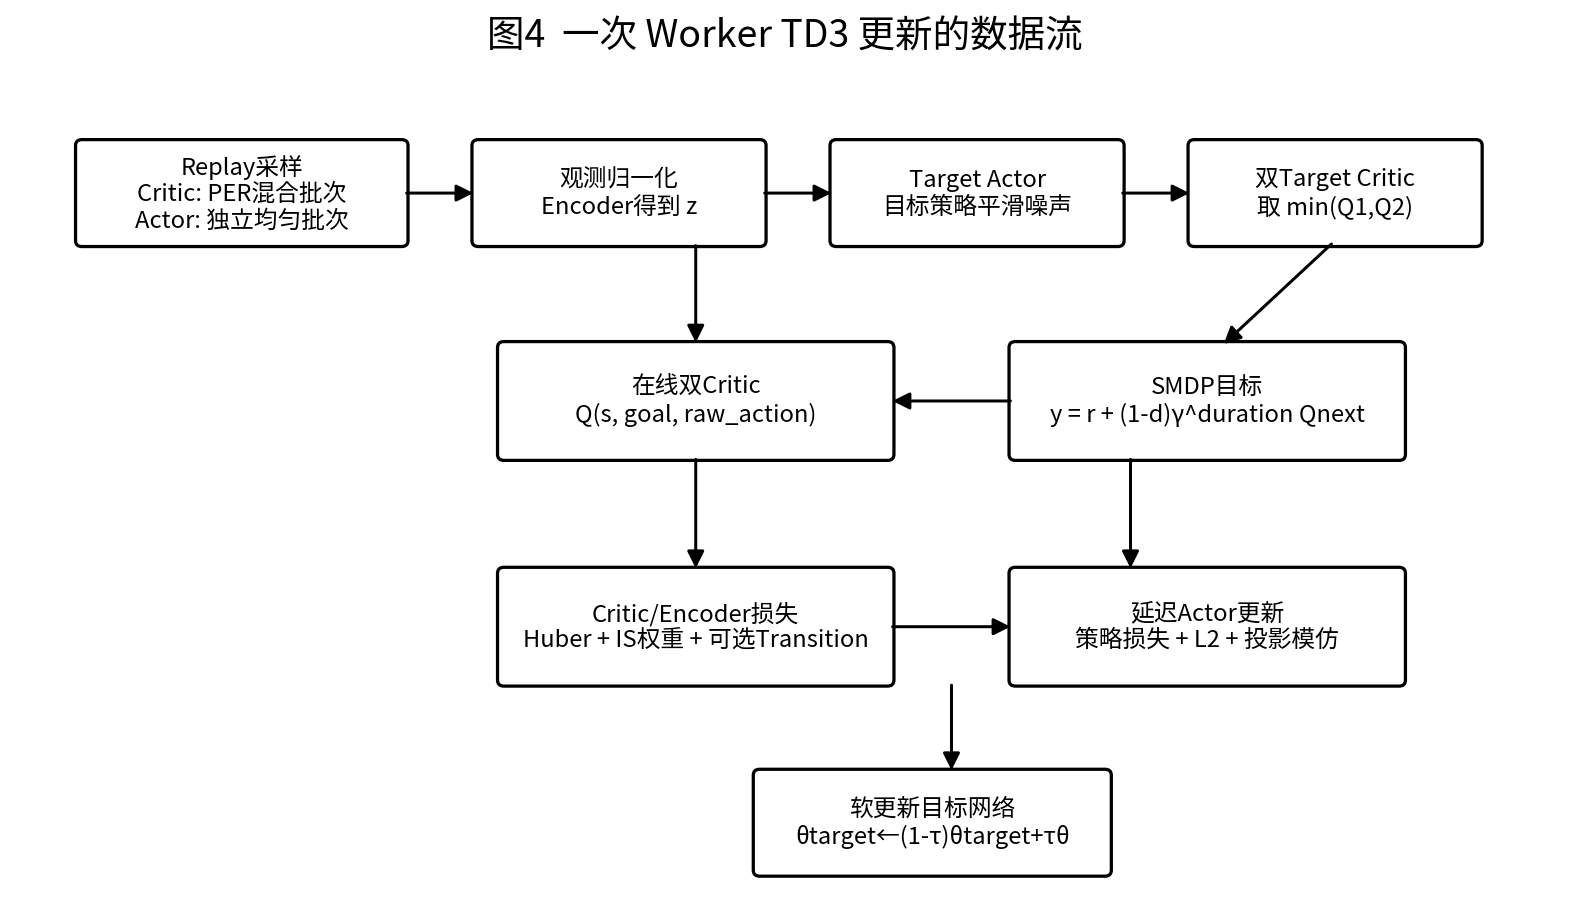 图4 一次 Worker TD3 更新的数据流
Replay采样
Critic: PER混合批次
Actor: 独立均匀批次
观测归一化
Encoder得到 z
Target Actor
目标策略平滑噪声
双Target Critic
取 min(Q1,Q2)
在线双Critic
Q(s, goal, raw_action)
SMDP目标
y = r + (1-d)γ^duration Qnext
Critic/Encoder损失
Huber + IS权重 + 可选Transition
延迟Actor更新
策略损失 + L2 + 投影模仿
软更新目标网络
θtarget←(1-τ)θtarget+τθ